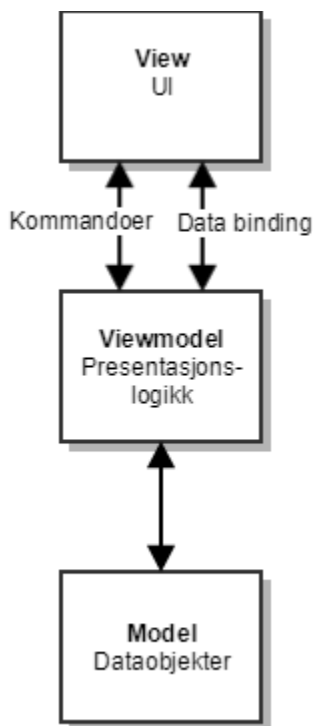 View
UI
Kommandoer
Data binding
Viewmodel
Presentasjons-
logikk
Model
Dataobjekter